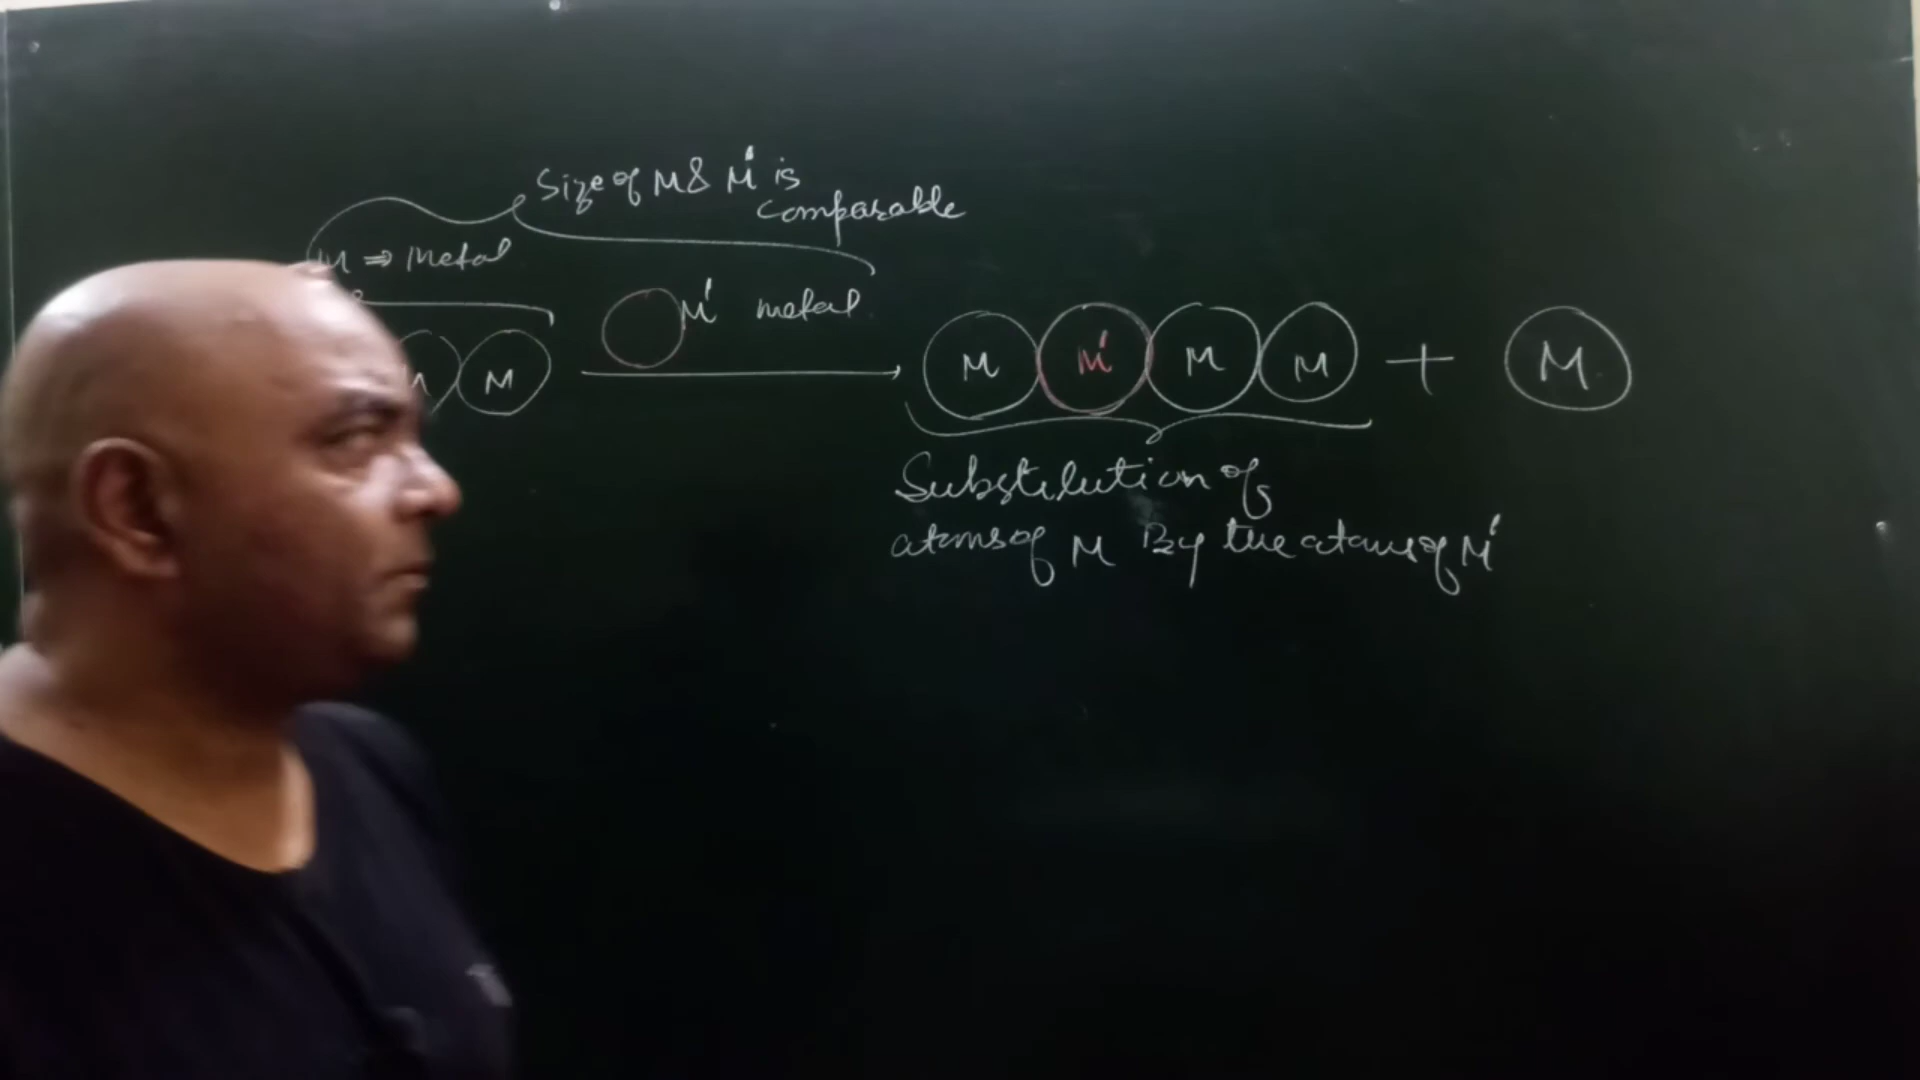 Size of M & M' is
comparable
M ⇒ Metal
M' metal
M M M' M M + M
Substitution of
atoms of M By the atoms of M'